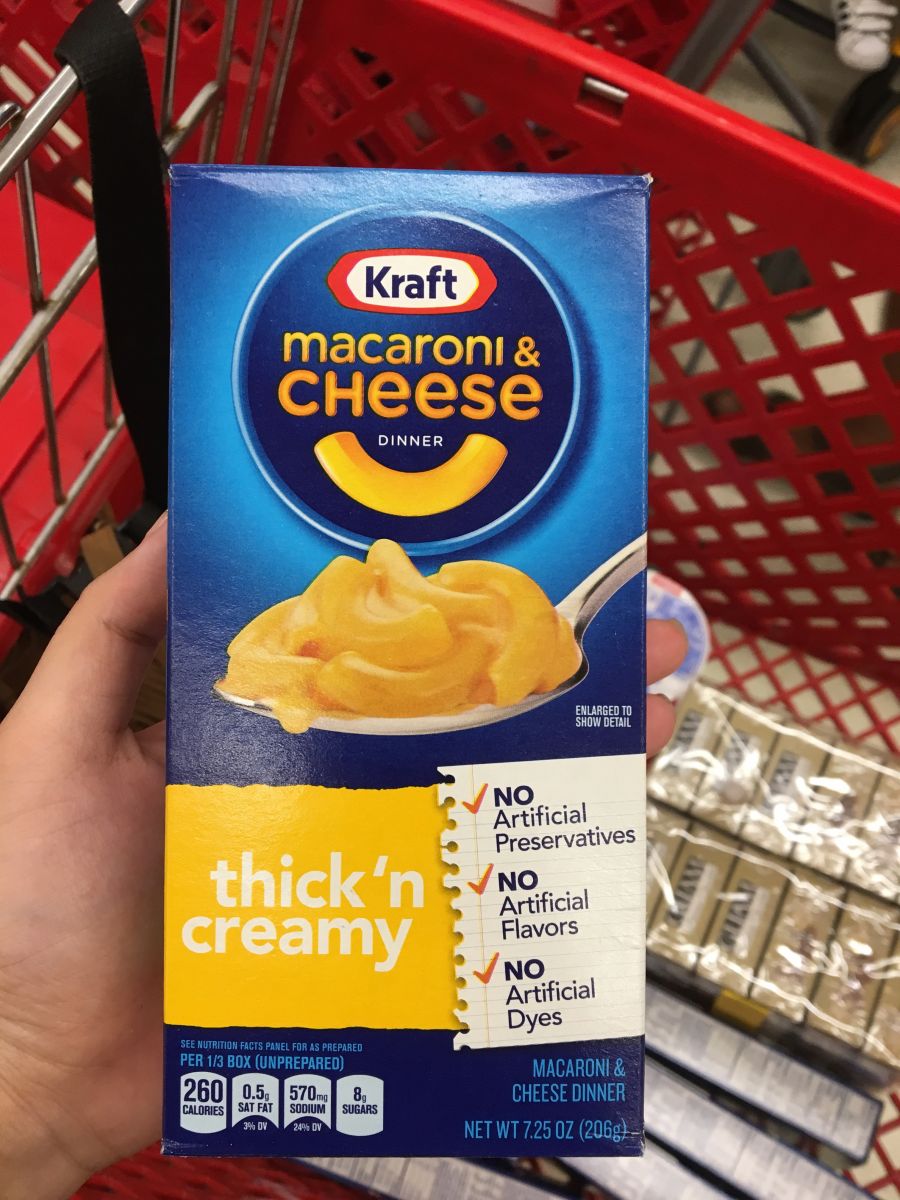 Kraft
macaroni &
CHeese
DINNER
ENLARGED TO
SHOW DETAIL
NO
Artificial
Preservatives
NO
Artificial
Flavors
NO
Artificial
Dyes
thick 'n
creamy
SEE NUTRITION FACTS PANEL FOR AS PREPARED
PER 1/3 BOX (UNPREPARED)
260
CALORIES
0.5g
SAT FAT
3% DV
570mg
SODIUM
24% DV
8g
SUGARS
MACARONI &
CHEESE DINNER
NET WT 7.25 OZ (206g)